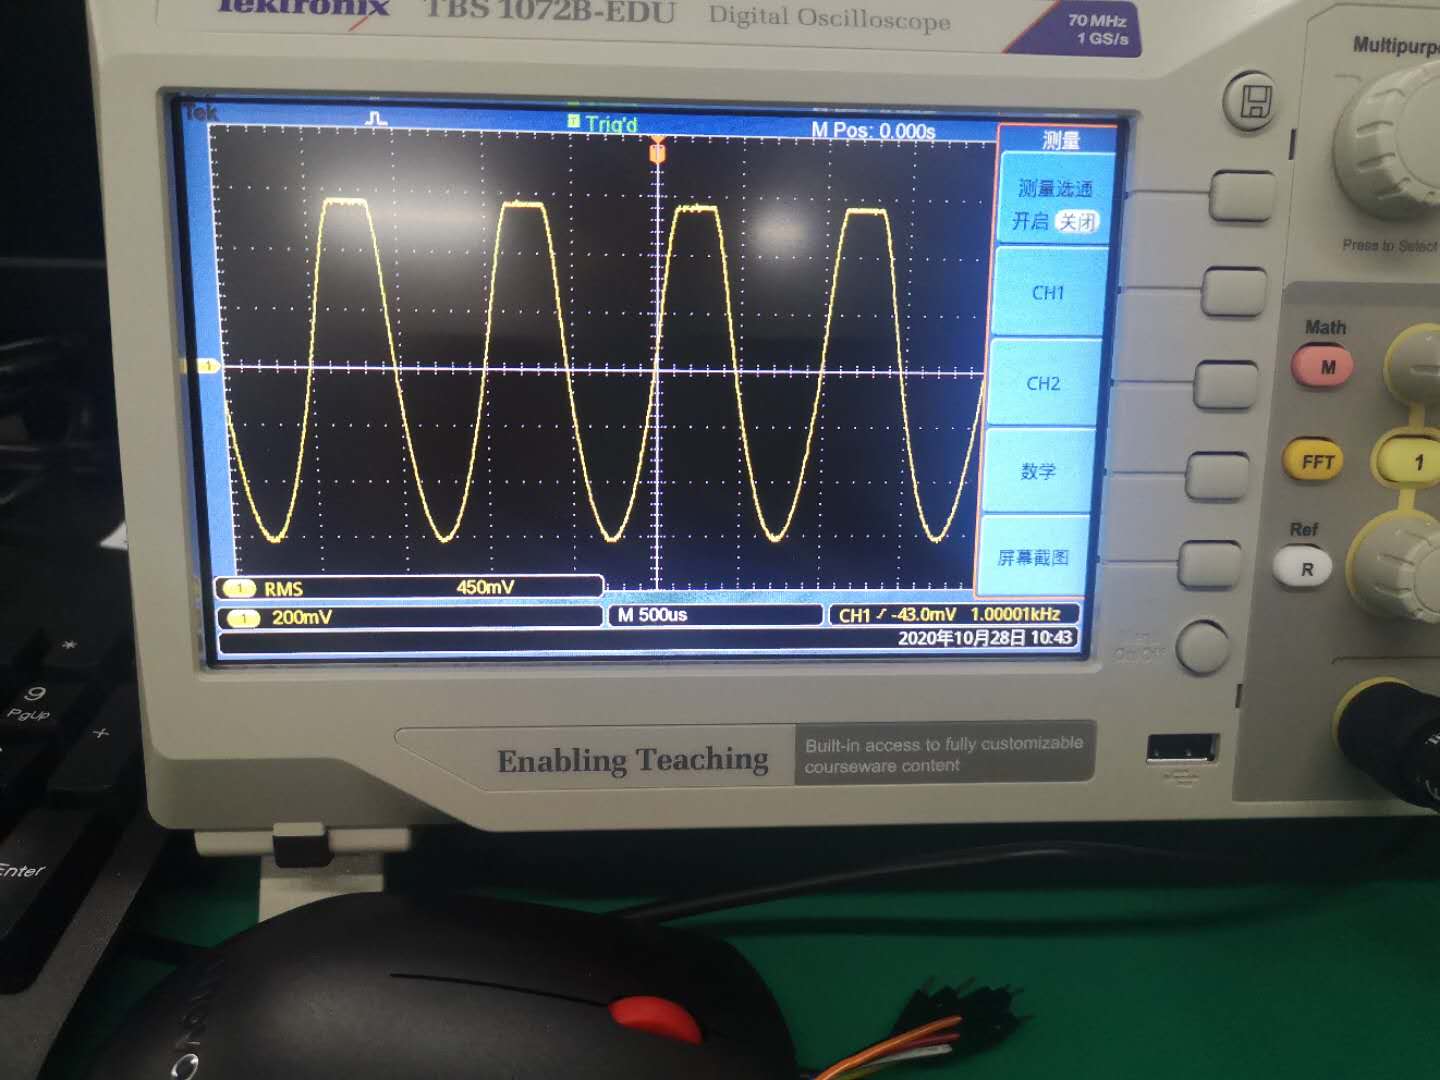 Tektronix TBS 1072B-EDU Digital Oscilloscope 70 MHz
1 GS/s
Multipurpo
Tek Trig'd M Pos: 0.000s 测量
测量选通
开启 关闭
Press to Select
CH1
Math
M
CH2
FFT
1
数学
Ref
R
屏幕截图
1 RMS 450mV
1 200mV M 500us CH1 -43.0mV 1.00001kHz
2020年10月28日 10:43
Enabling Teaching
Built-in access to fully customizable
courseware content
*
9
PgUp
+
Enter